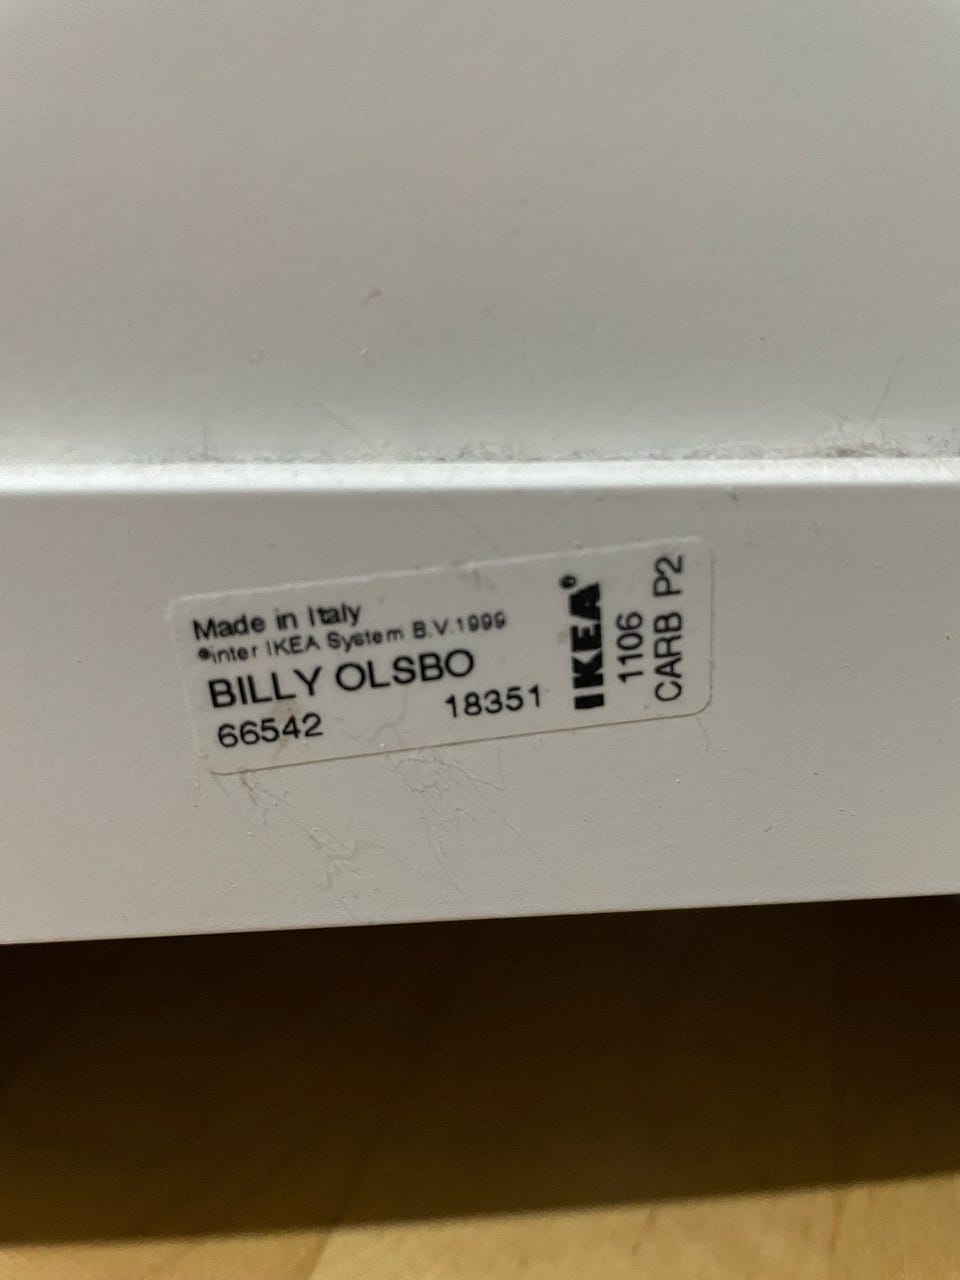 Made in Italy
©inter IKEA System B.V.1999
BILLY OLSBO
66542 18351
IKEA®
1106
CARB P2